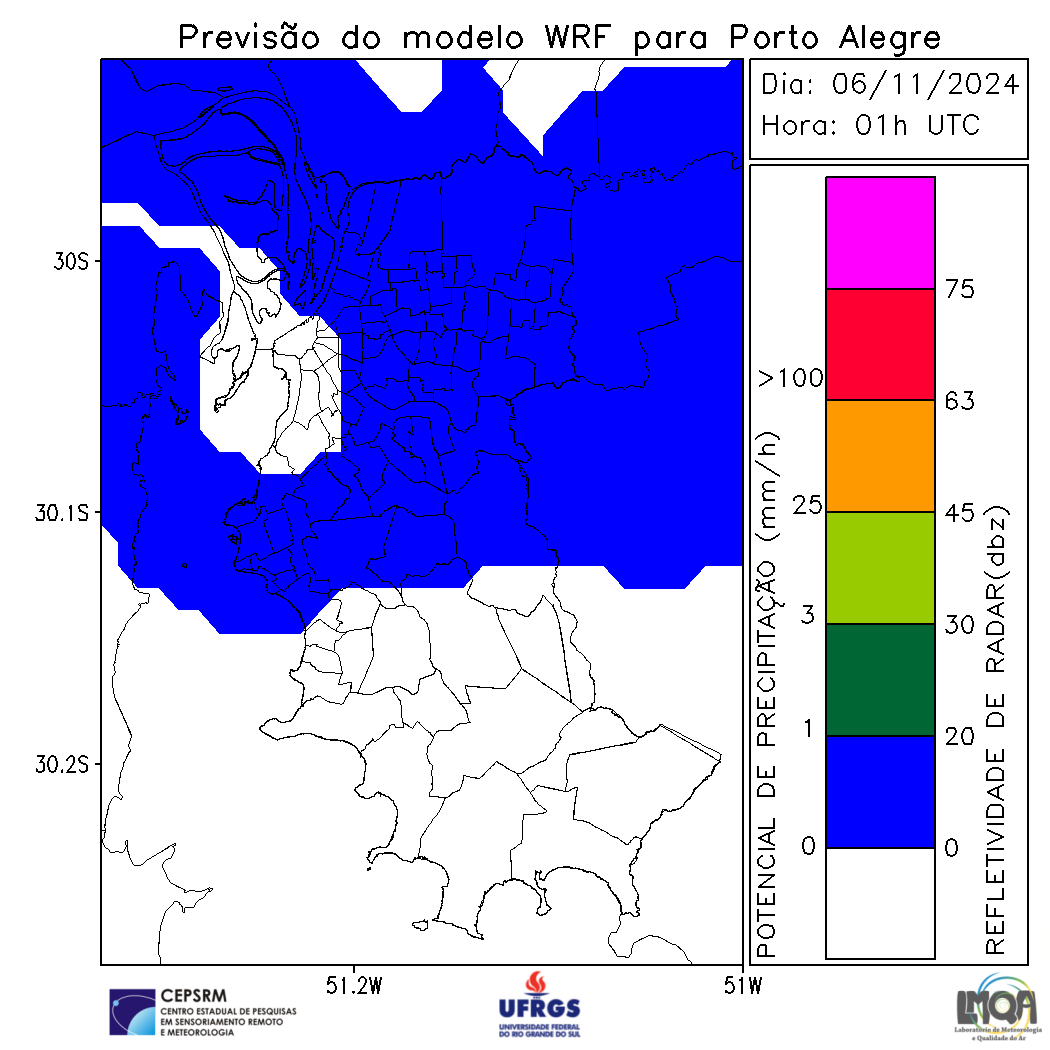 Previsão do modelo WRF para Porto Alegre
Dia: 06/11/2024
Hora: 01h UTC
30S
30.1S
30.2S
51.2W
51W
POTENCIAL DE PRECIPITAÇÃO (mm/h)
>100
25
3
1
0
75
63
45
30
20
0
REFLETIVIDADE DE RADAR(dbz)
CEPSRM
CENTRO ESTADUAL DE PESQUISAS
EM SENSORIAMENTO REMOTO
E METEOROLOGIA
UFRGS
UNIVERSIDADE FEDERAL
DO RIO GRANDE DO SUL
LMQA
Laboratório de Meteorologia
e Qualidade do Ar